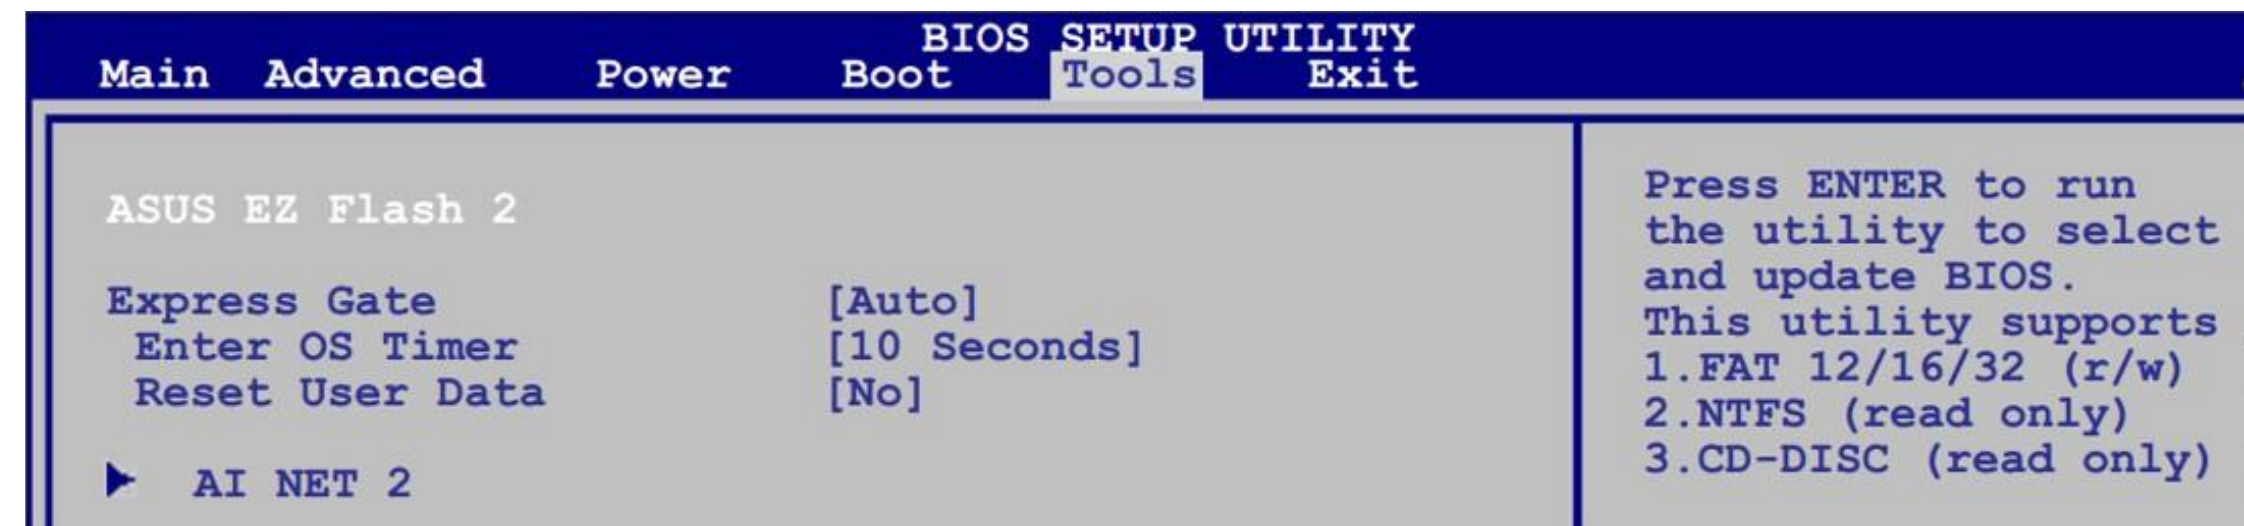 BIOS SETUP UTILITY
Main Advanced Power Boot Tools Exit
ASUS EZ Flash 2
Express Gate [Auto]
Enter OS Timer [10 Seconds]
Reset User Data [No]
AI NET 2
Press ENTER to run
the utility to select
and update BIOS.
This utility supports
1.FAT 12/16/32 (r/w)
2.NTFS (read only)
3.CD-DISC (read only)